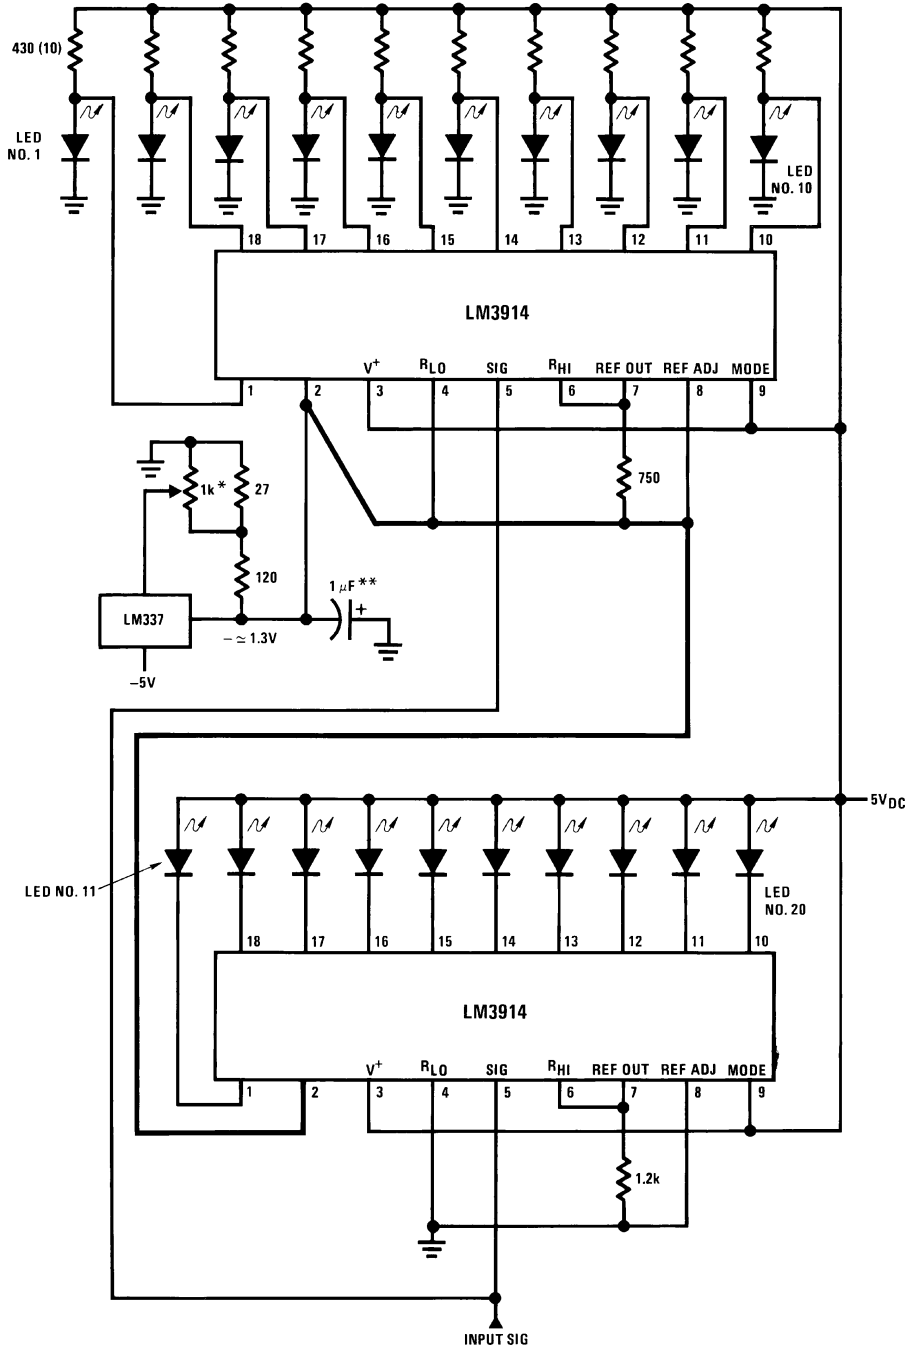 430 (10)
LED
NO. 1
LED
NO. 10
18 17 16 15 14 13 12 11 10
LM3914
V+ RLO SIG RHI REF OUT REF ADJ MODE
1 2 3 4 5 6 7 8 9
1k* 27
750
120
1 μF** +
LM337
− ≃ 1.3V
−5V
5VDC
LED NO. 11
LED
NO. 20
18 17 16 15 14 13 12 11 10
LM3914
V+ RLO SIG RHI REF OUT REF ADJ MODE
1 2 3 4 5 6 7 8 9
1.2k
INPUT SIG